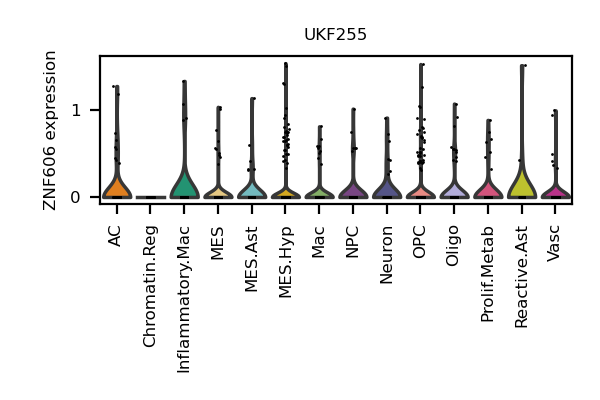 UKF255
ZNF606 expression
1
0
AC
Chromatin.Reg
Inflammatory.Mac
MES
MES.Ast
MES.Hyp
Mac
NPC
Neuron
OPC
Oligo
Prolif.Metab
Reactive.Ast
Vasc